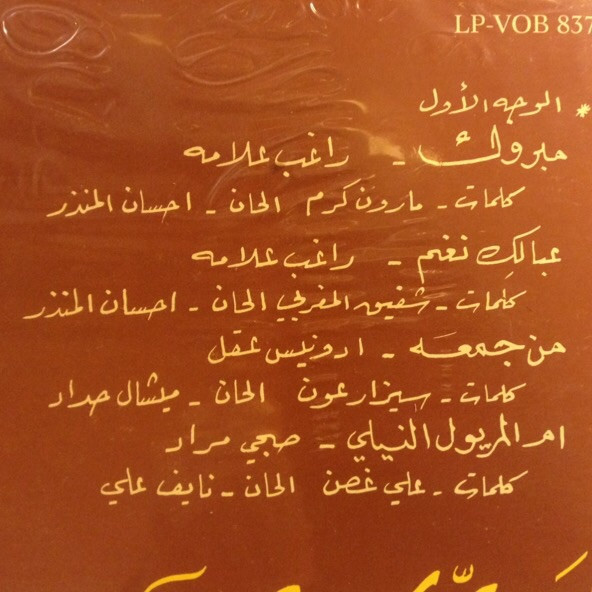 LP-VOB 837
* الوجه الأول
مبروك - راغب علامه
كلمات - مارون كرم الحان - احسان المنذر
عبالك نغم - راغب علامه
كلمات - شفيق المغربي الحان - احسان المنذر
من جمعه - ادونيس عقل
كلمات - سيزار عون الحان - ميشال حداد
ام المريول النيلي - صبحي مراد
كلمات - علي غصن الحان - نايف علي